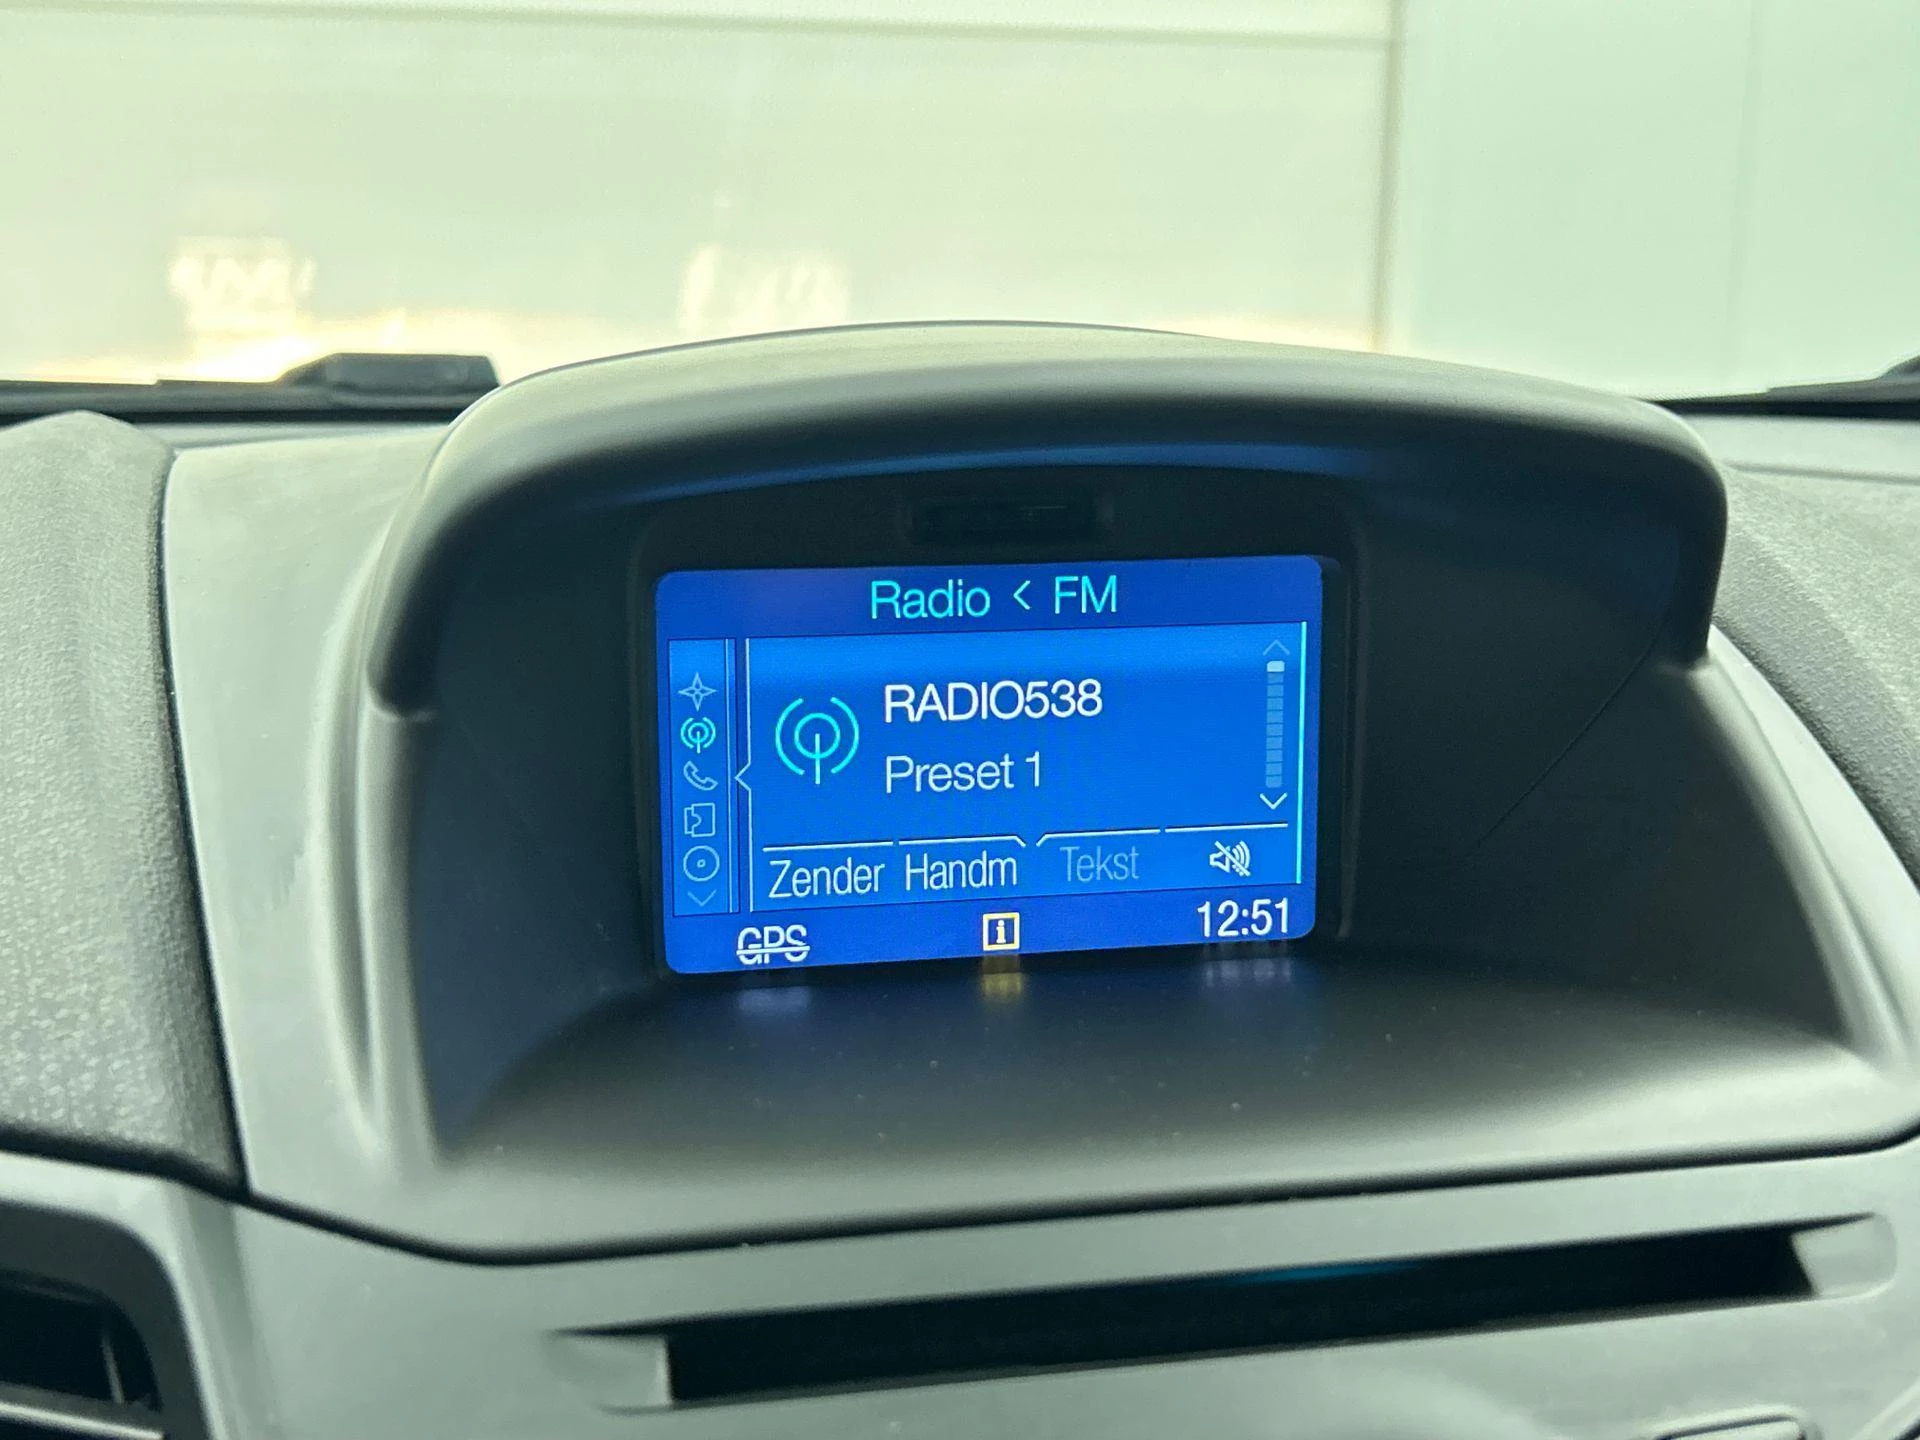 Radio < FM
RADIO538
Preset 1
Zender Handm Tekst
GPS i 12:51